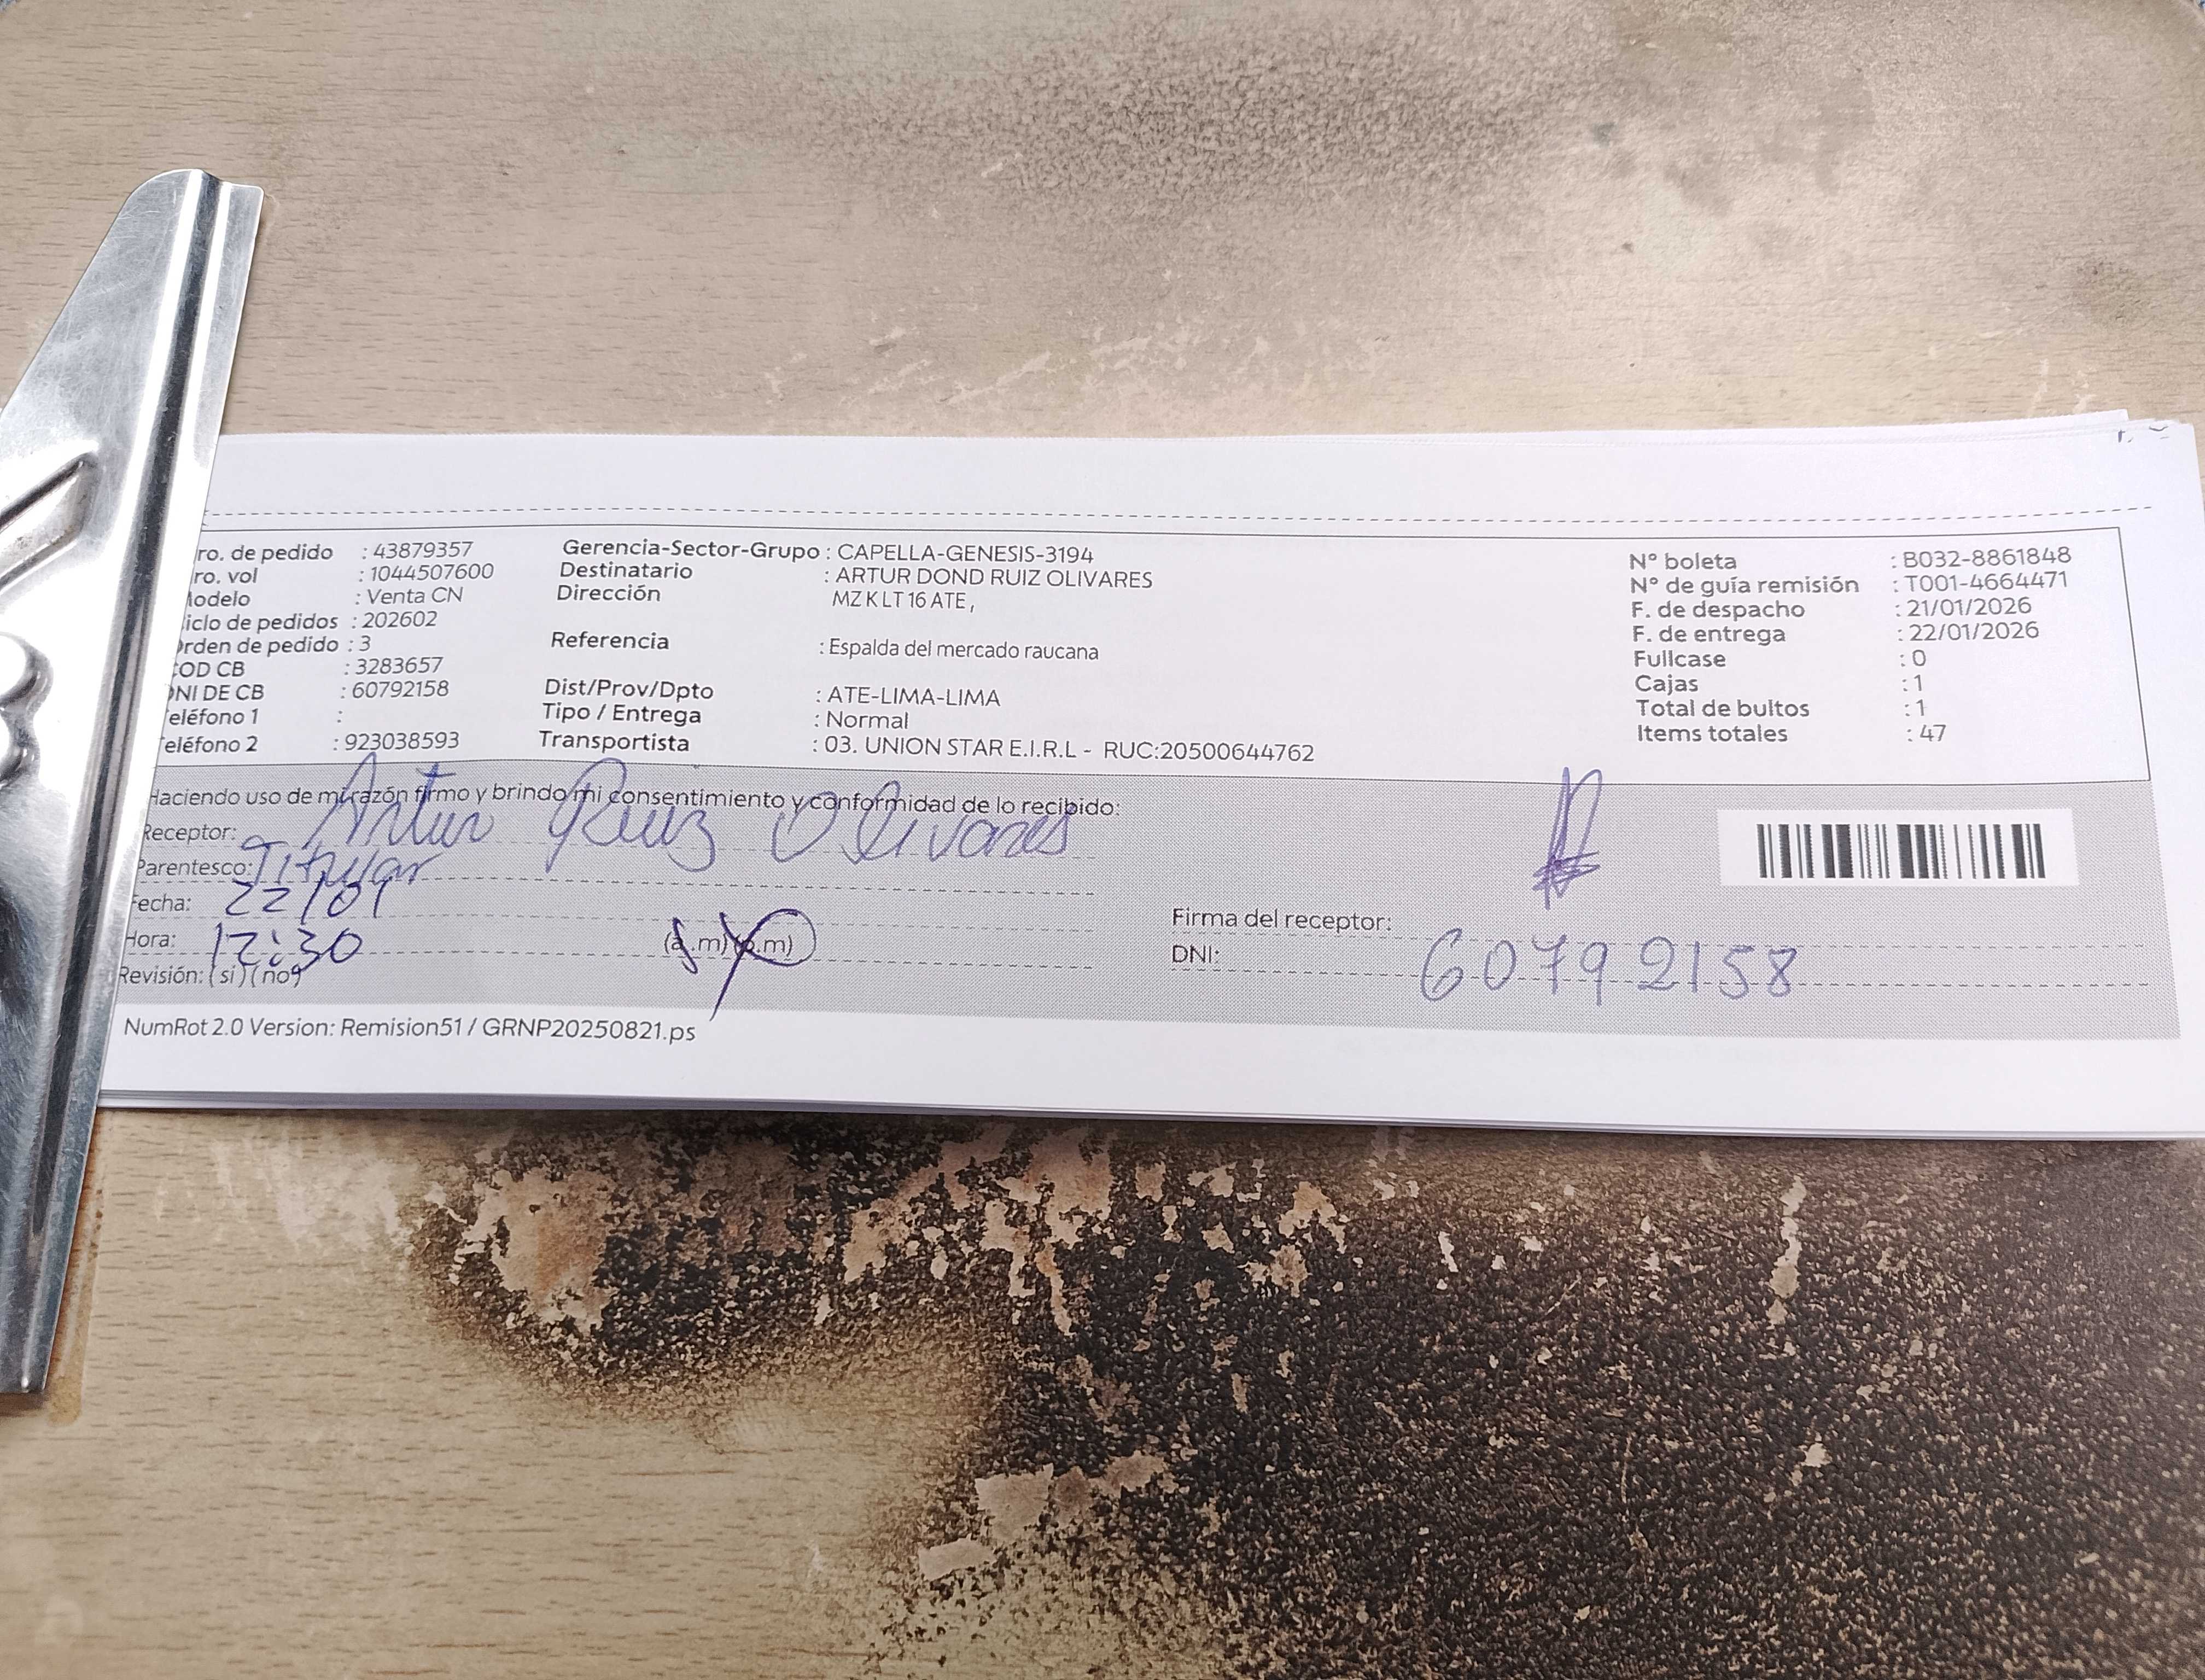 ro. de pedido : 43879357 Gerencia-Sector-Grupo : CAPELLA-GENESIS-3194 N° boleta : B032-8861848
ro. vol : 1044507600 Destinatario : ARTUR DOND RUIZ OLIVARES N° de guía remisión : T001-4664471
lodelo : Venta CN Dirección MZ K LT 16 ATE, F. de despacho : 21/01/2026
iclo de pedidos : 202602 F. de entrega : 22/01/2026
rden de pedido : 3 Referencia : Espalda del mercado raucana Fullcase : 0
COD CB : 3283657 Cajas : 1
DNI DE CB : 60792158 Dist/Prov/Dpto : ATE-LIMA-LIMA Total de bultos : 1
eléfono 1 : Tipo / Entrega : Normal Items totales : 47
eléfono 2 : 923038593 Transportista : 03. UNION STAR E.I.R.L - RUC:20500644762
Haciendo uso de mi razón firmo y brindo mi consentimiento y conformidad de lo recibido:
Receptor: Artur Ruiz Olivares
Parentesco: Titular
Fecha: 22/01
Firma del receptor:
Hora: 12:30 (a.m) (p.m)
DNI: 60792158
Revisión: (si) (no)
NumRot 2.0 Version: Remision51 / GRNP20250821.ps